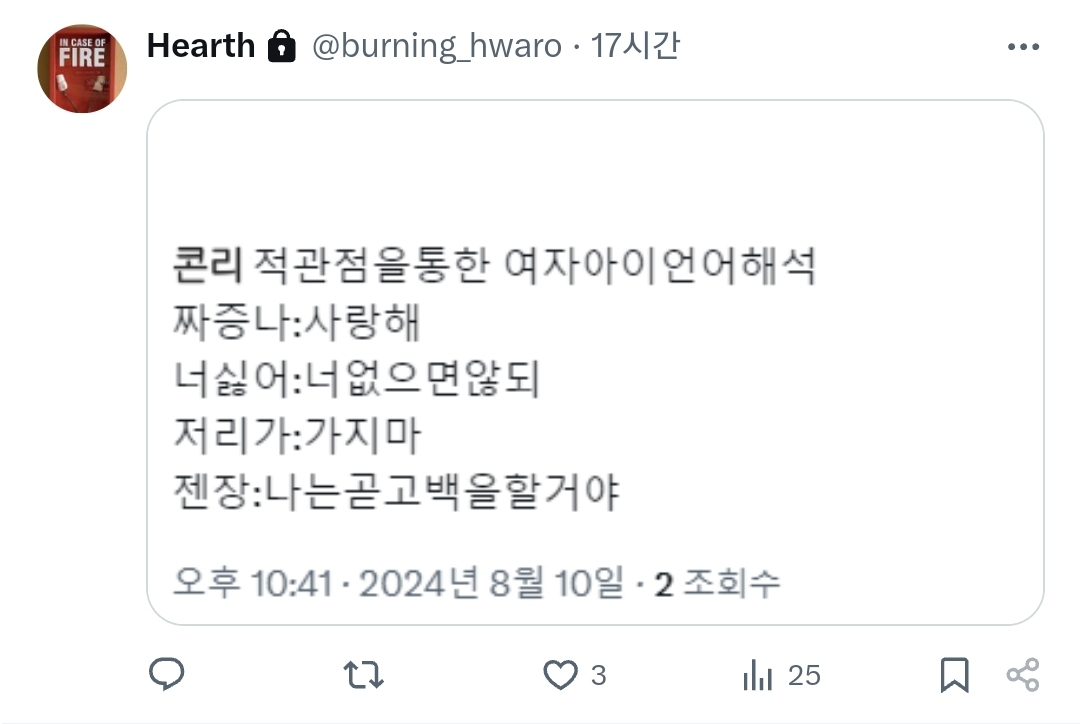 IN CASE OF
FIRE
Hearth @burning_hwaro · 17시간
콘리 적관점을통한 여자아이언어해석
짜증나:사랑해
너싫어:너없으면않되
저리가:가지마
젠장:나는곧고백을할거야
오후 10:41 · 2024년 8월 10일 · 2 조회수
3
25